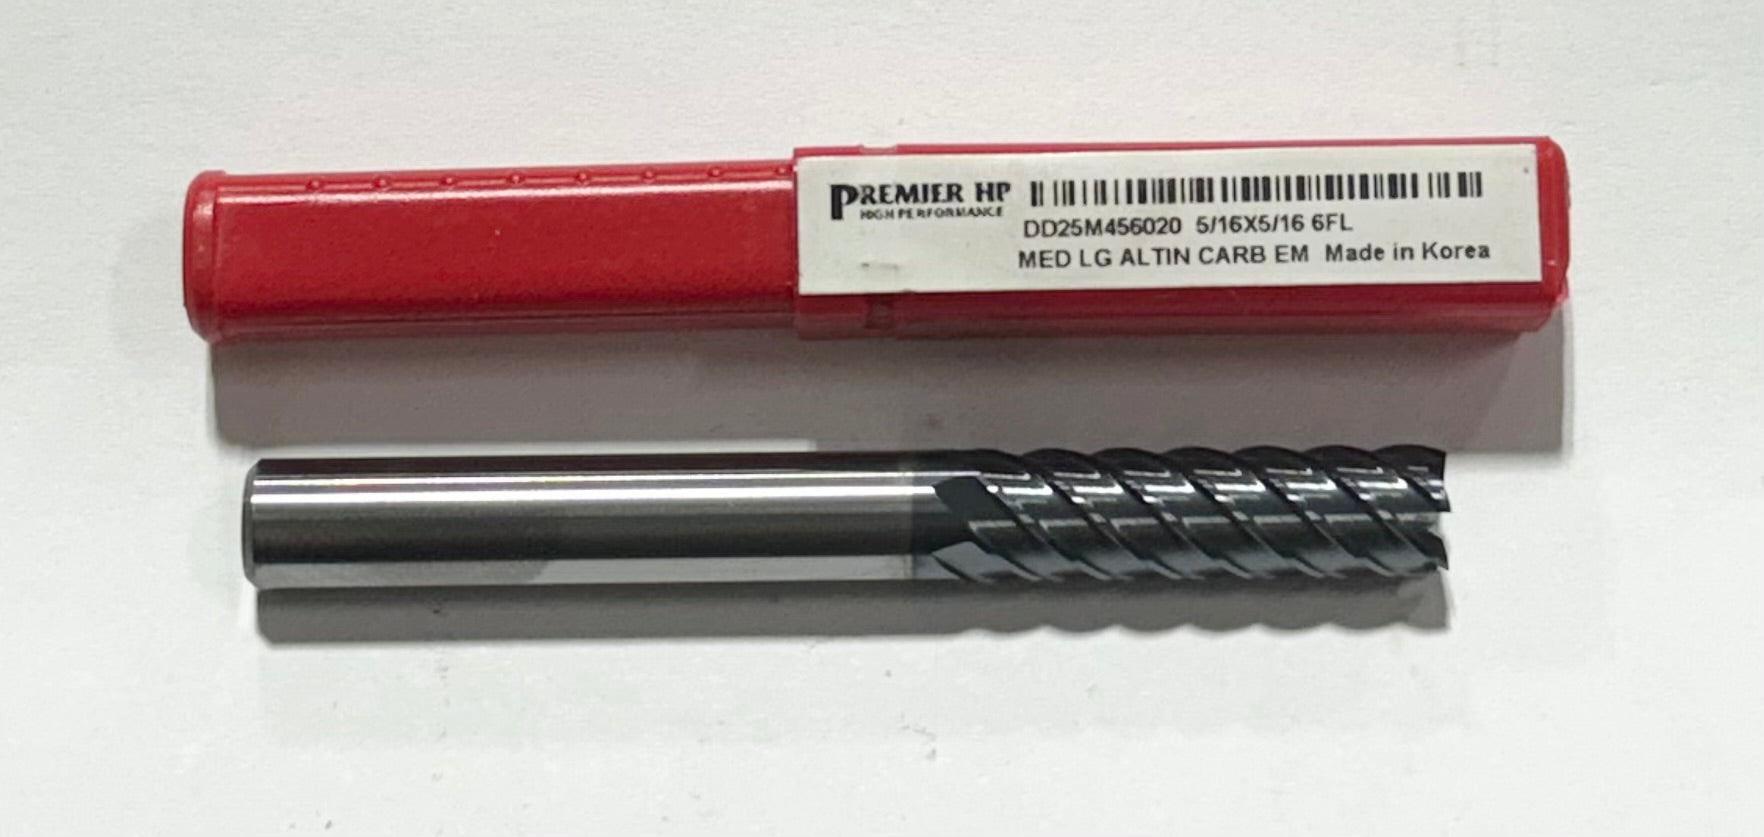 PREMIER HP
HIGH PERFORMANCE
DD25M456020 5/16X5/16 6FL
MED LG ALTIN CARB EM Made in Korea